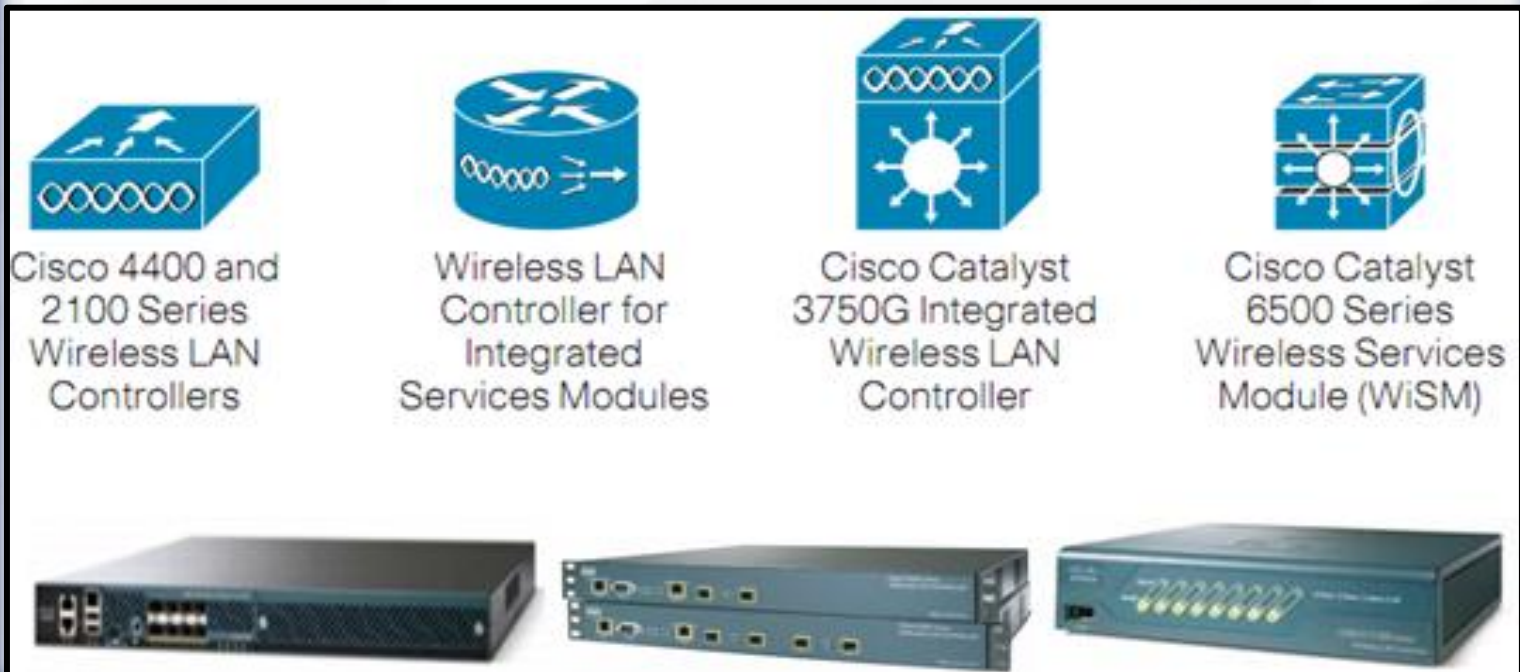 Cisco 4400 and
2100 Series
Wireless LAN
Controllers
Wireless LAN
Controller for
Integrated
Services Modules
Cisco Catalyst
3750G Integrated
Wireless LAN
Controller
Cisco Catalyst
6500 Series
Wireless Services
Module (WiSM)